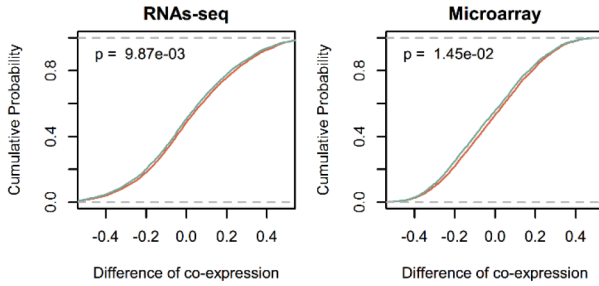 RNAs-seq
p = 9.87e-03
Cumulative Probability
0.0 0.4 0.8
-0.4 -0.2 0.0 0.2 0.4
Difference of co-expression
Microarray
p = 1.45e-02
Cumulative Probability
0.0 0.4 0.8
-0.4 -0.2 0.0 0.2 0.4
Difference of co-expression